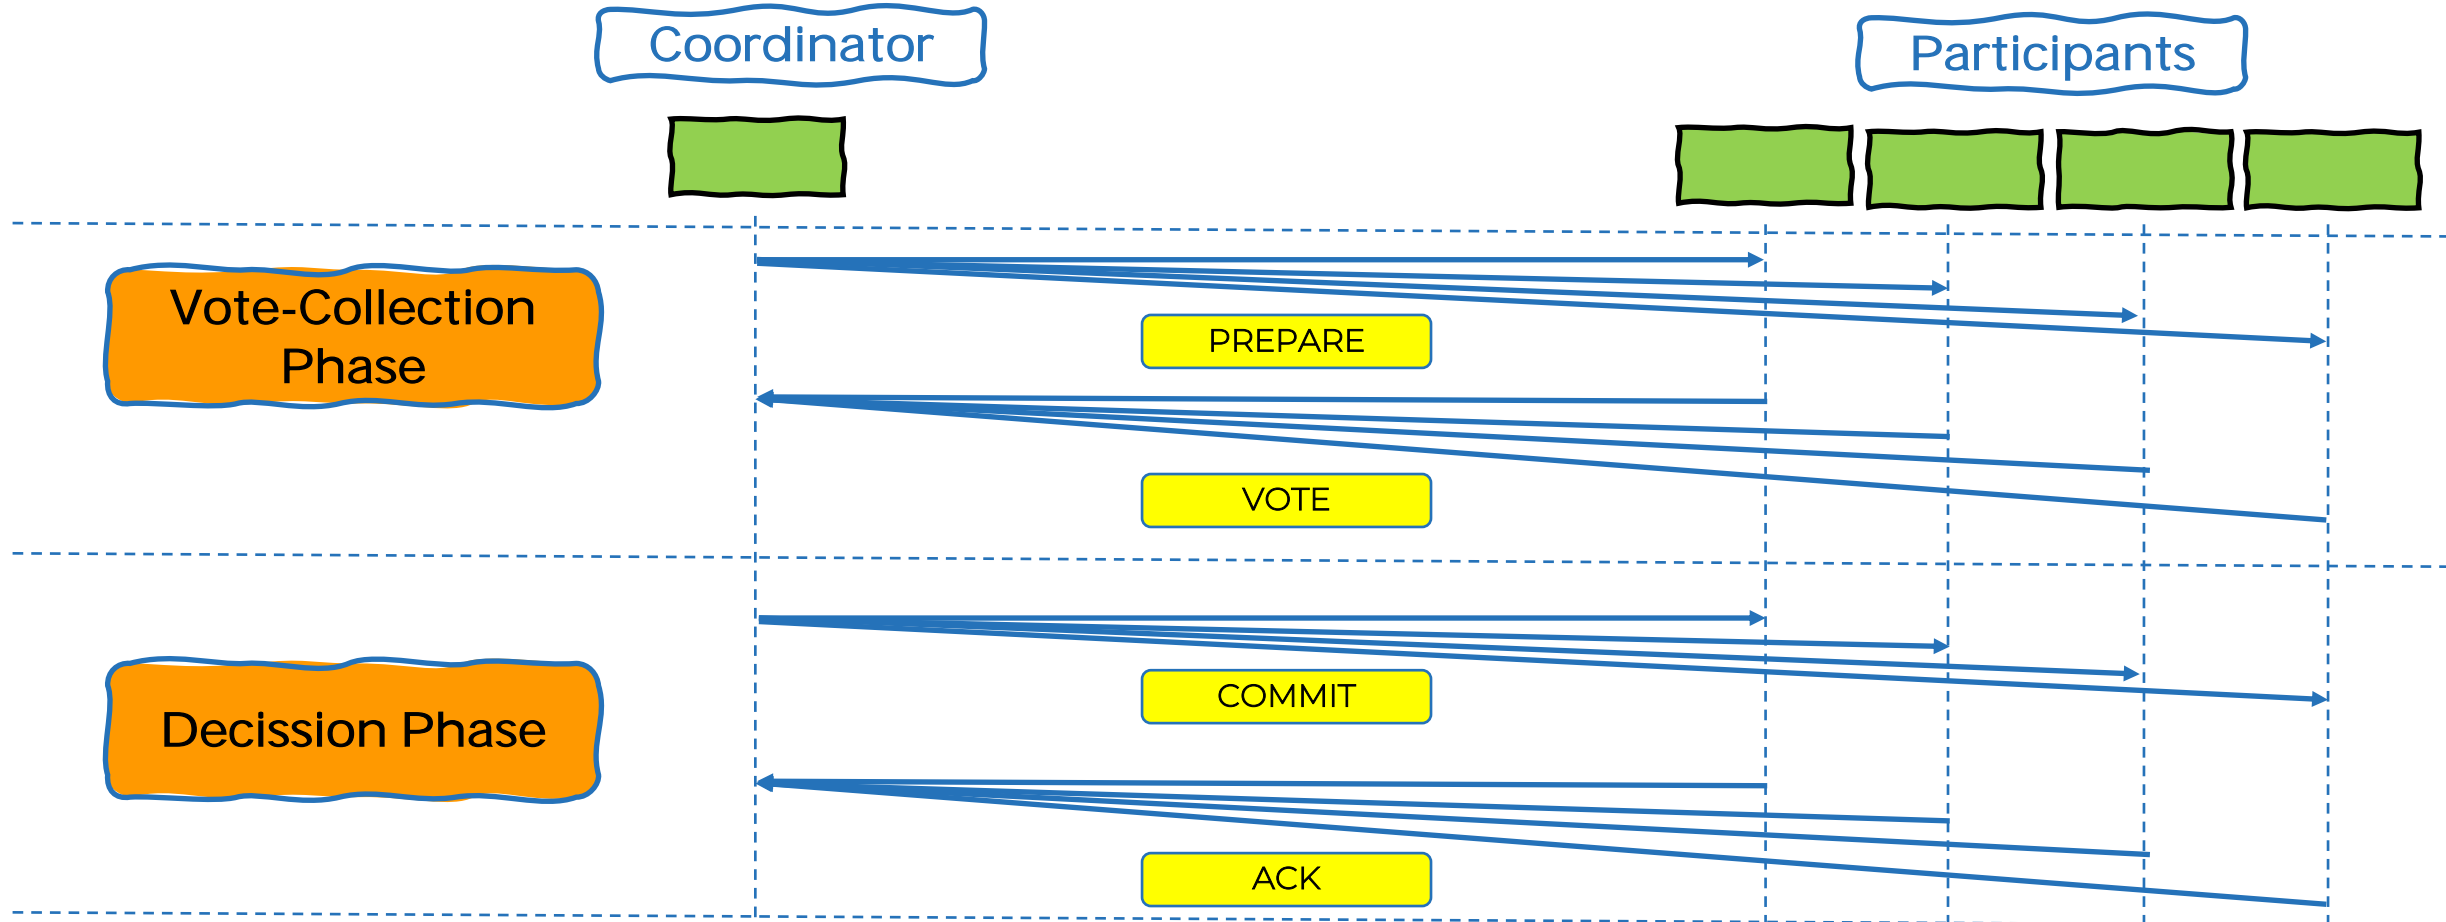 Coordinator
Participants
Vote-Collection
Phase
PREPARE
VOTE
Decission Phase
COMMIT
ACK